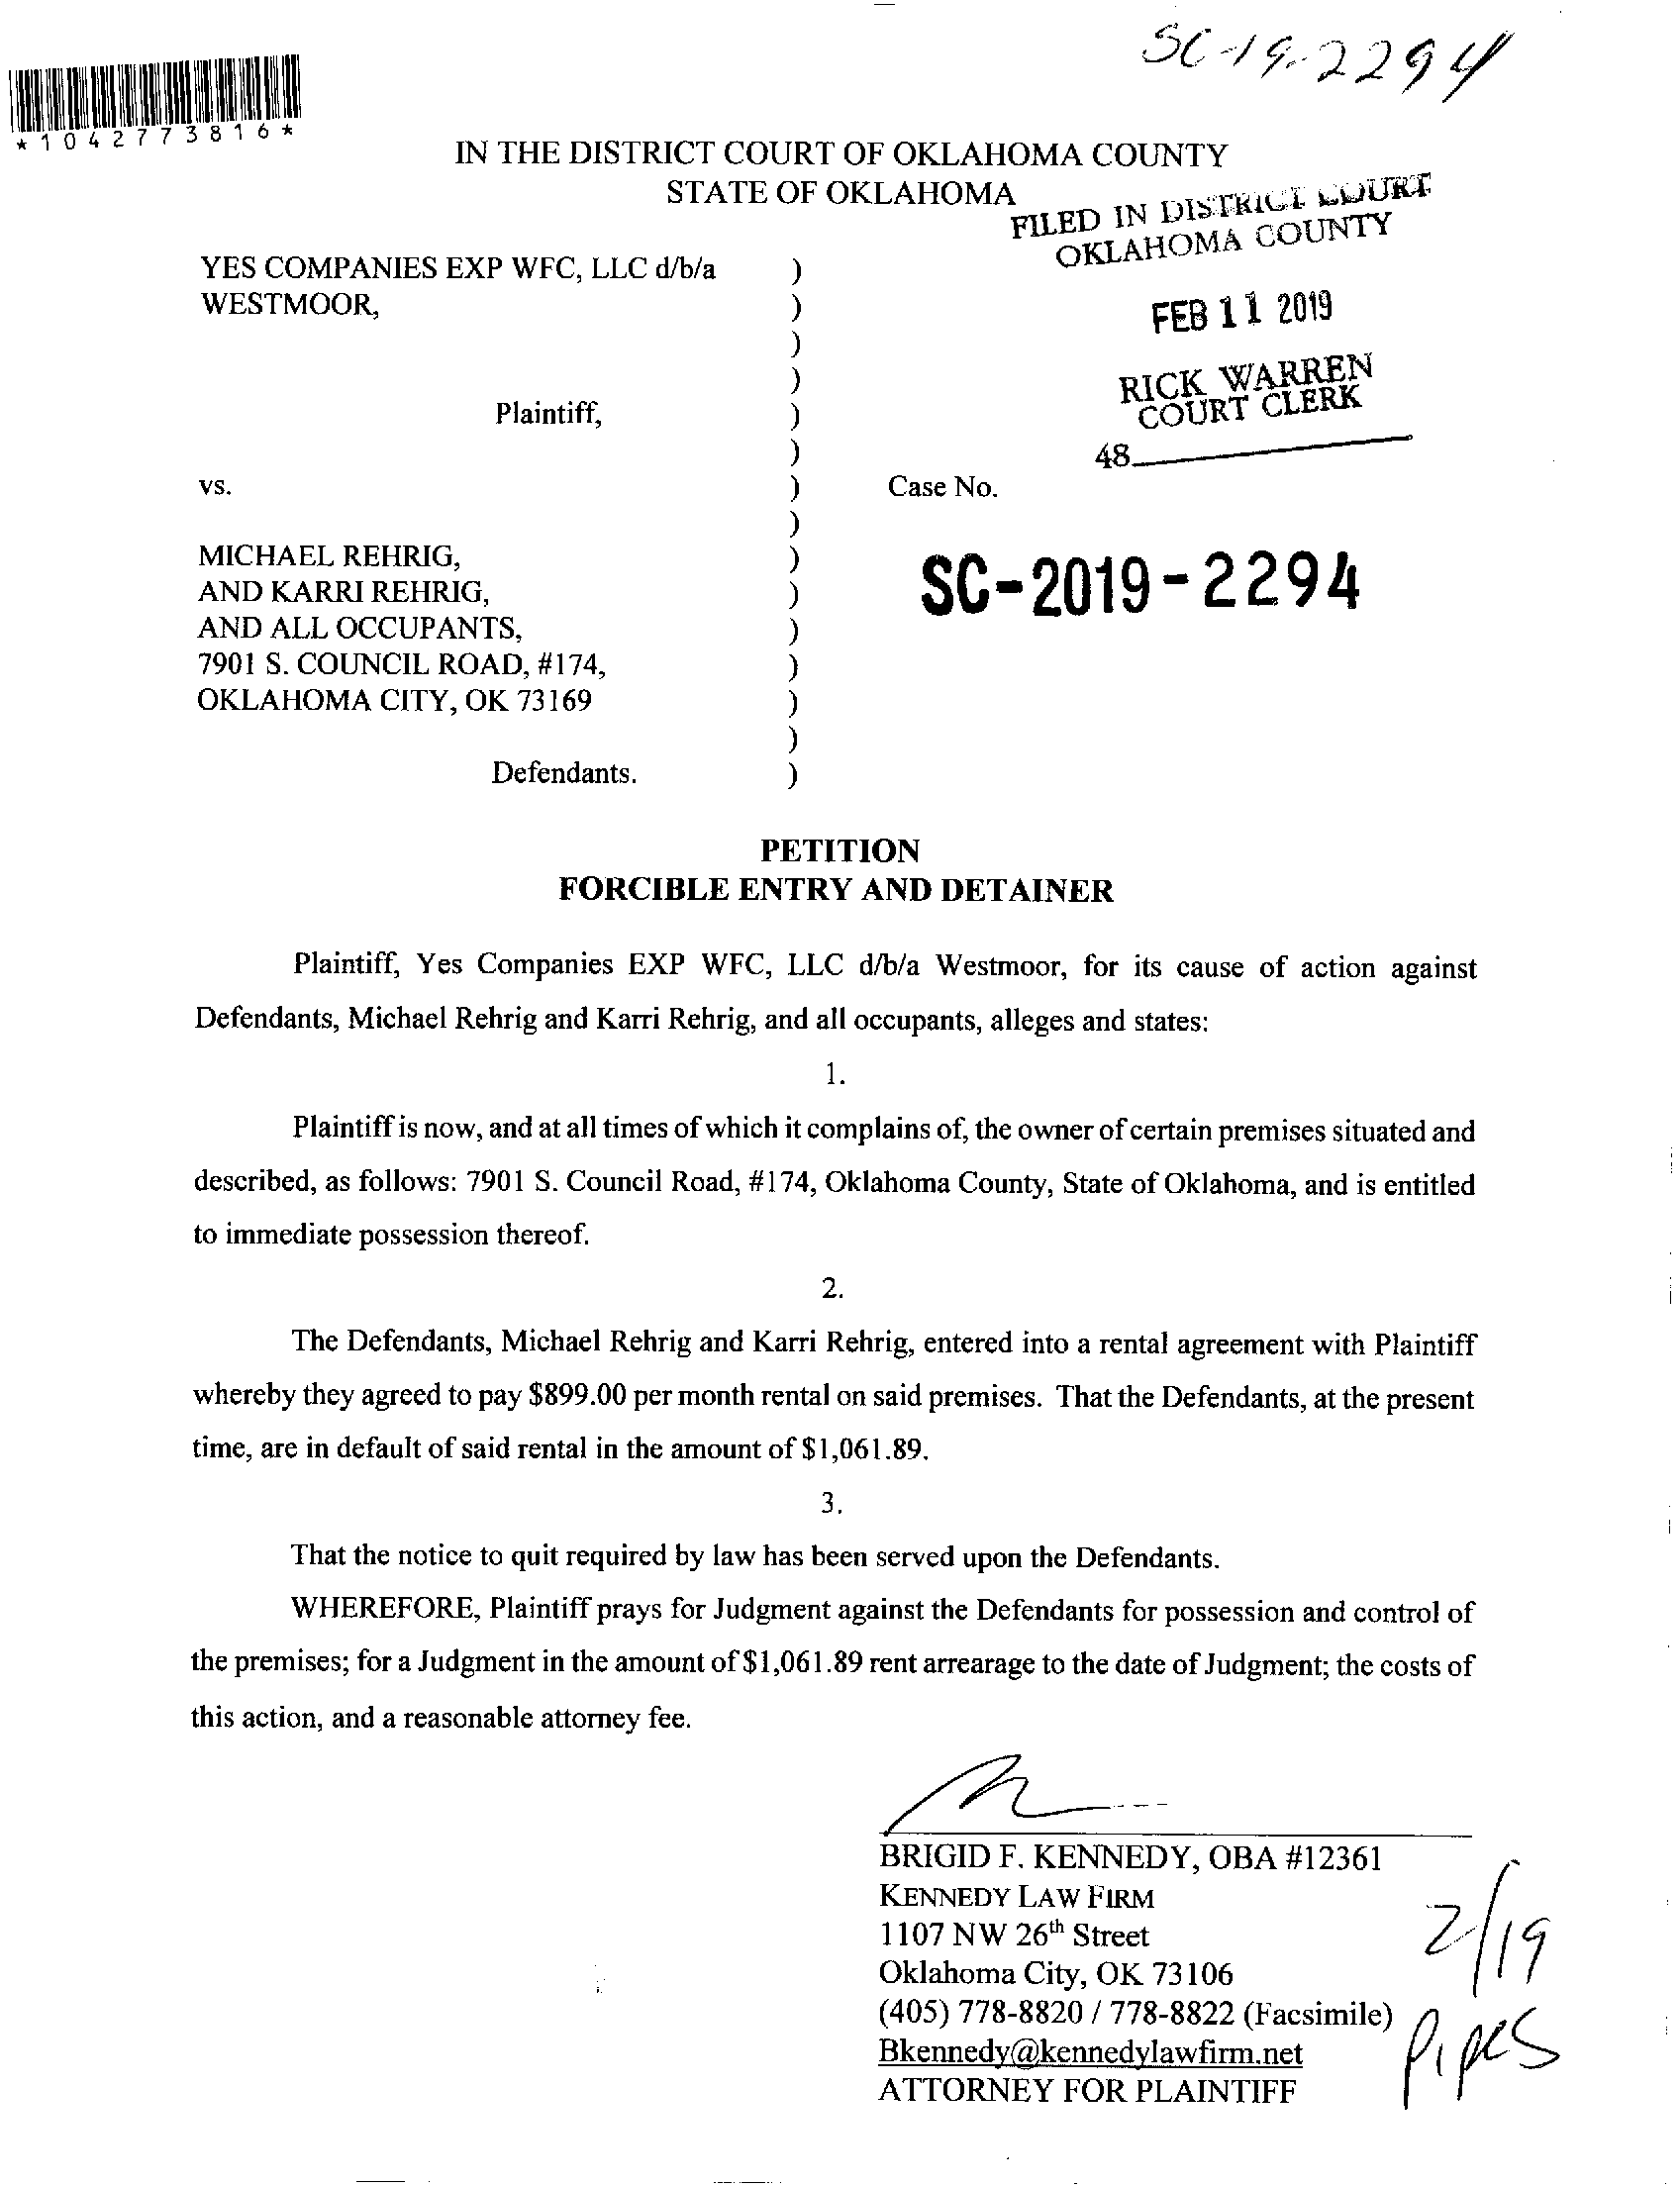 SC-19-2294
*1042773816*
IN THE DISTRICT COURT OF OKLAHOMA COUNTY
STATE OF OKLAHOMA
FILED IN DISTRICT COURT
OKLAHOMA COUNTY
FEB 11 2019
RICK WARREN
COURT CLERK
48
YES COMPANIES EXP WFC, LLC d/b/a )
WESTMOOR, )
)
)
Plaintiff, )
)
vs. ) Case No.
)
MICHAEL REHRIG, )
AND KARRI REHRIG, ) SC-2019-2294
AND ALL OCCUPANTS, )
7901 S. COUNCIL ROAD, #174, )
OKLAHOMA CITY, OK 73169 )
)
Defendants. )
PETITION
FORCIBLE ENTRY AND DETAINER
Plaintiff, Yes Companies EXP WFC, LLC d/b/a Westmoor, for its cause of action against
Defendants, Michael Rehrig and Karri Rehrig, and all occupants, alleges and states:
1.
Plaintiff is now, and at all times of which it complains of, the owner of certain premises situated and
described, as follows: 7901 S. Council Road, #174, Oklahoma County, State of Oklahoma, and is entitled
to immediate possession thereof.
2.
The Defendants, Michael Rehrig and Karri Rehrig, entered into a rental agreement with Plaintiff
whereby they agreed to pay $899.00 per month rental on said premises. That the Defendants, at the present
time, are in default of said rental in the amount of $1,061.89.
3.
That the notice to quit required by law has been served upon the Defendants.
WHEREFORE, Plaintiff prays for Judgment against the Defendants for possession and control of
the premises; for a Judgment in the amount of $1,061.89 rent arrearage to the date of Judgment; the costs of
this action, and a reasonable attorney fee.
BRIGID F. KENNEDY, OBA #12361
KENNEDY LAW FIRM
1107 NW 26th Street
Oklahoma City, OK 73106
(405) 778-8820 / 778-8822 (Facsimile)
Bkennedy@kennedylawfirm.net
ATTORNEY FOR PLAINTIFF
2/19
Pipes